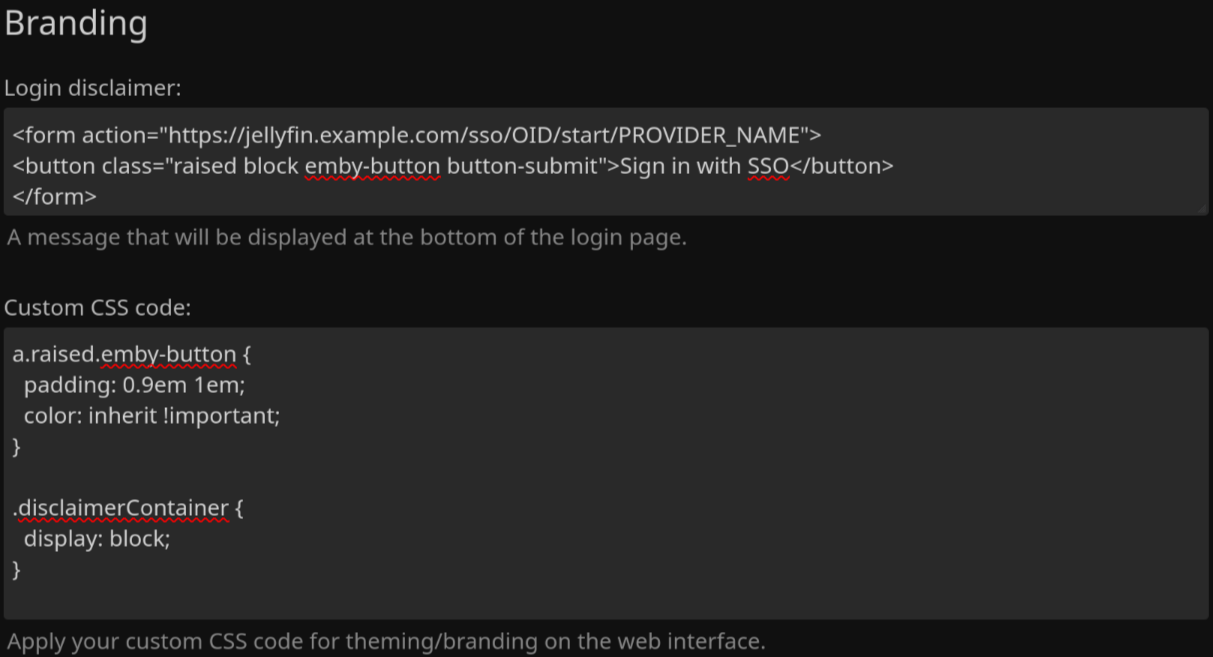 Branding
Login disclaimer:
<form action="https://jellyfin.example.com/sso/OID/start/PROVIDER_NAME">
<button class="raised block emby-button button-submit">Sign in with SSO</button>
</form>
A message that will be displayed at the bottom of the login page.
Custom CSS code:
a.raised.emby-button {
  padding: 0.9em 1em;
  color: inherit !important;
}

.disclaimerContainer {
  display: block;
}
Apply your custom CSS code for theming/branding on the web interface.